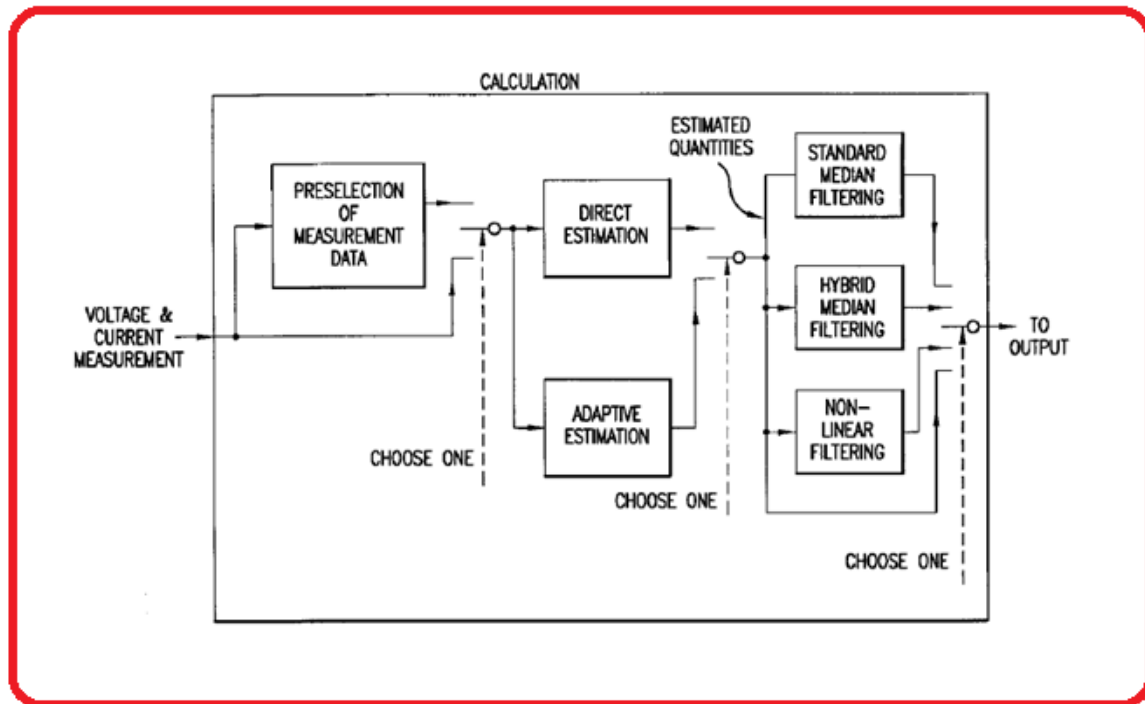 CALCULATION
ESTIMATED
QUANTITIES
STANDARD
MEDIAN
FILTERING
PRESELECTION
OF
MEASUREMENT
DATA
DIRECT
ESTIMATION
HYBRID
MEDIAN
FILTERING
VOLTAGE &
CURRENT
MEASUREMENT
TO
OUTPUT
ADAPTIVE
ESTIMATION
NON-
LINEAR
FILTERING
CHOOSE ONE
CHOOSE ONE
CHOOSE ONE